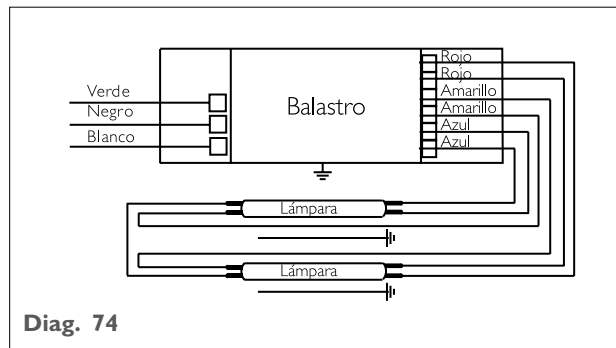 Verde
Negro
Blanco
Balastro
Rojo
Rojo
Amarillo
Amarillo
Azul
Azul
Lámpara
Lámpara
Diag. 74